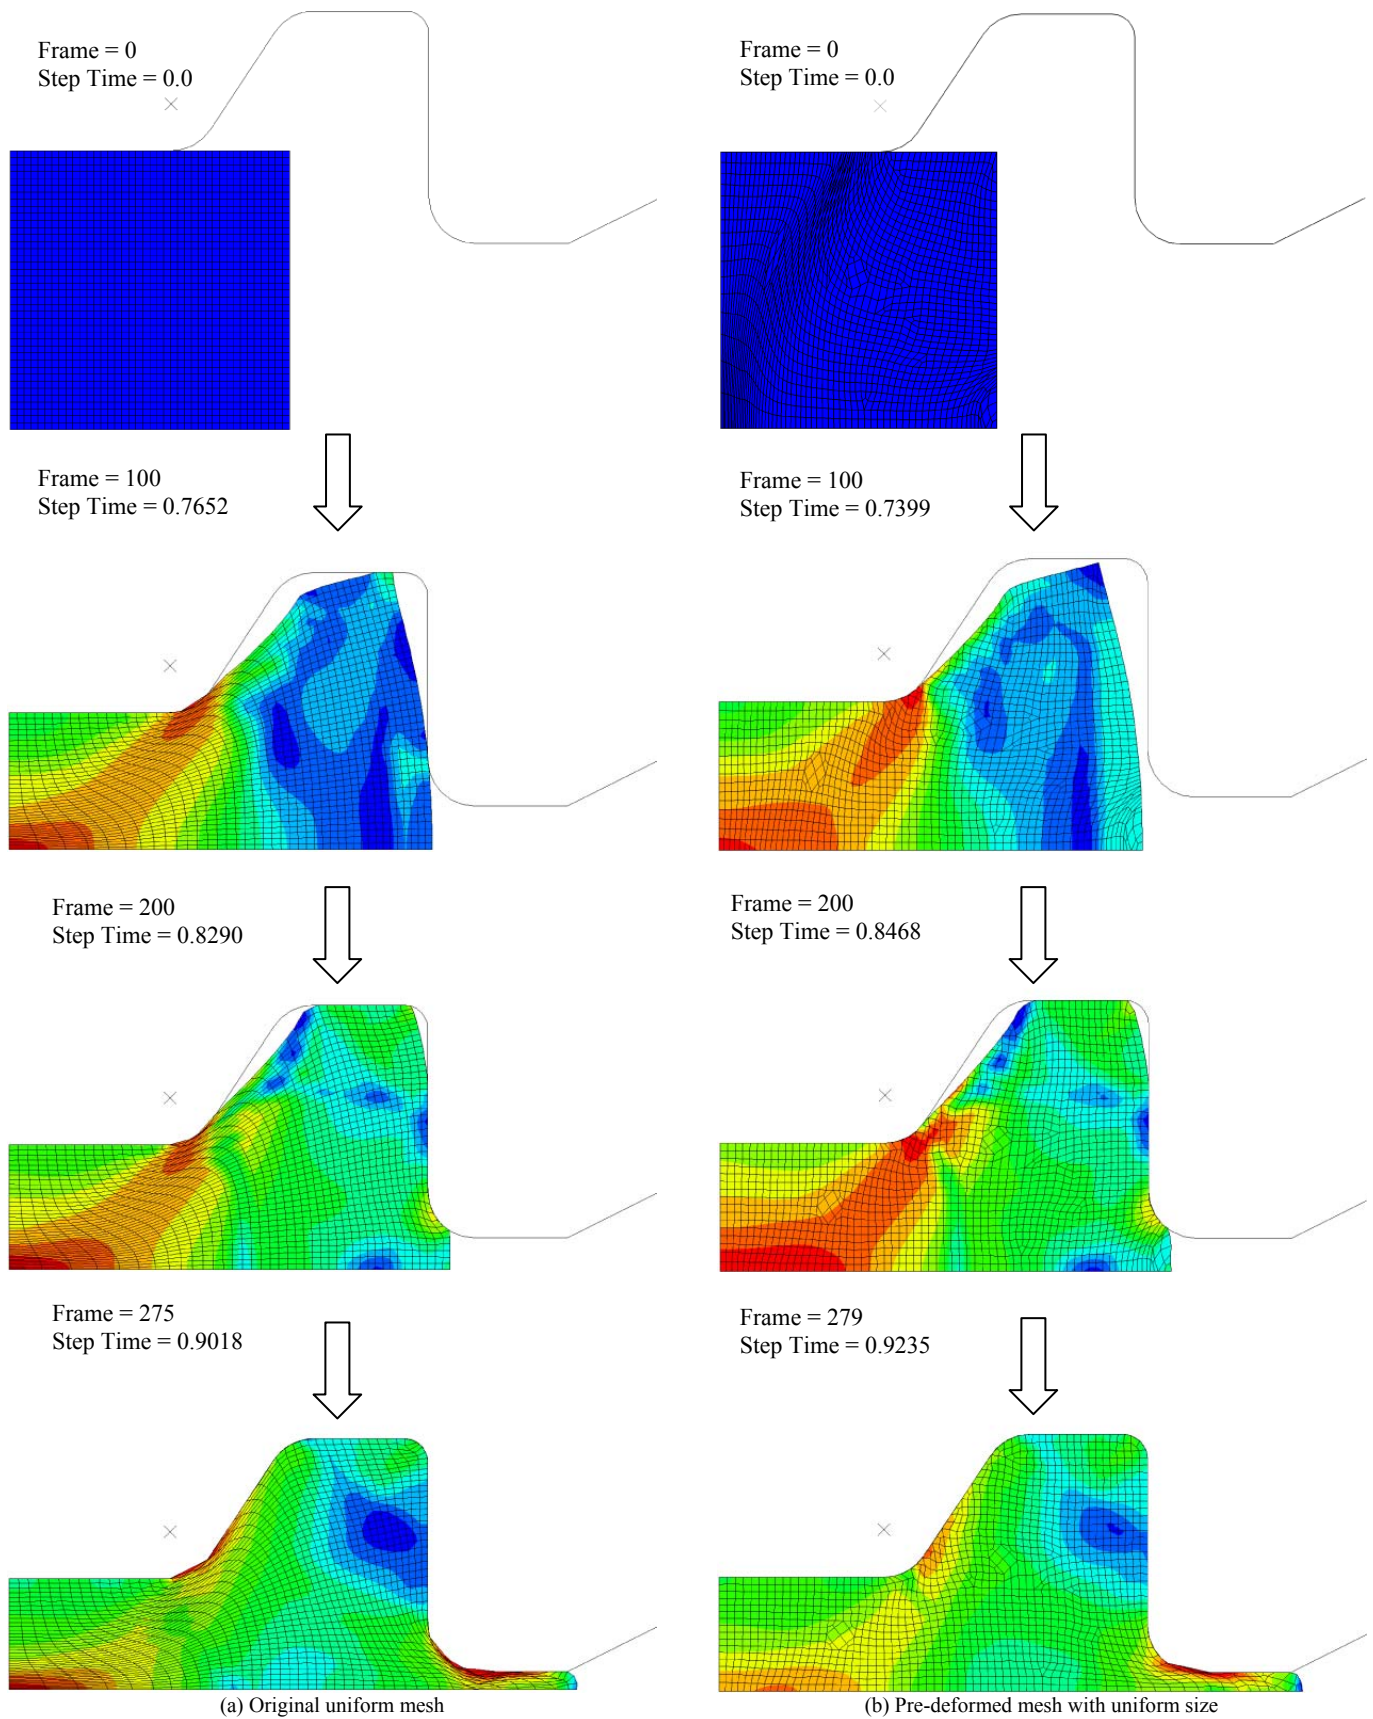 Frame = 0
Step Time = 0.0
Frame = 0
Step Time = 0.0
Frame = 100
Step Time = 0.7652
Frame = 100
Step Time = 0.7399
Frame = 200
Step Time = 0.8290
Frame = 200
Step Time = 0.8468
Frame = 275
Step Time = 0.9018
Frame = 279
Step Time = 0.9235
(a) Original uniform mesh
(b) Pre-deformed mesh with uniform size